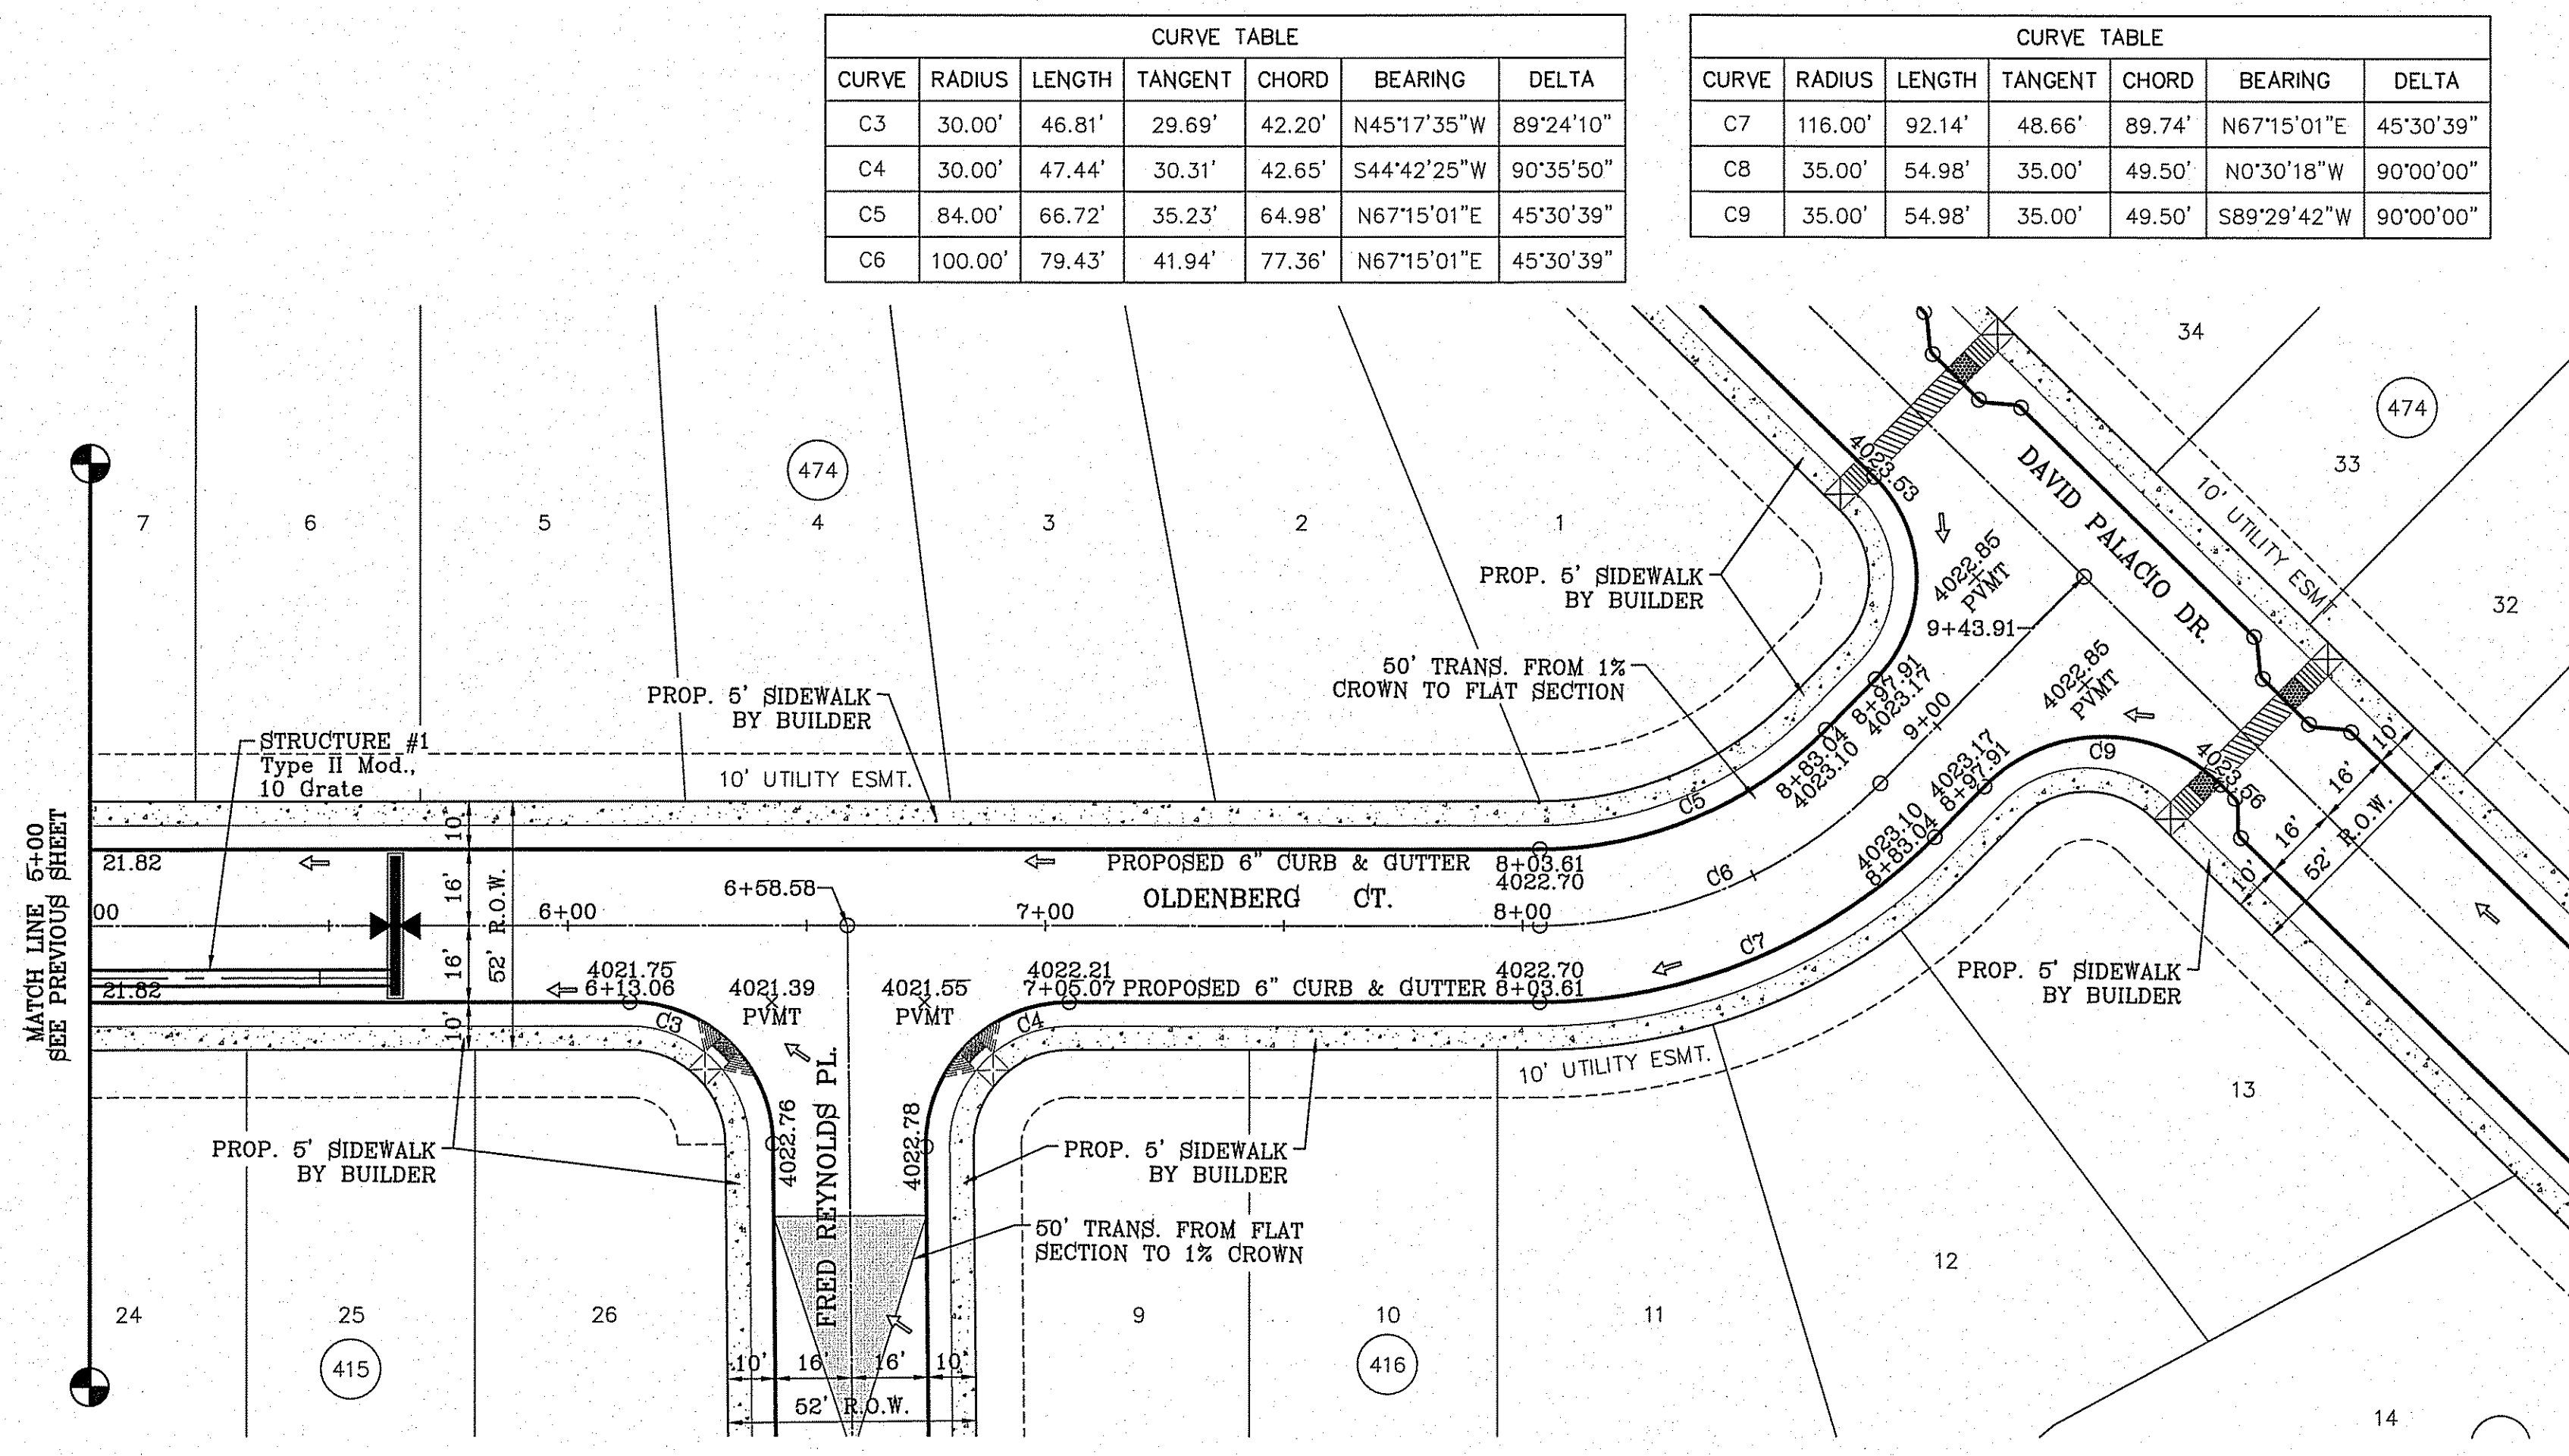 CURVE TABLE
CURVE RADIUS LENGTH TANGENT CHORD BEARING DELTA
C3 30.00' 46.81' 29.69' 42.20' N45°17'35"W 89°24'10"
C4 30.00' 47.44' 30.31' 42.65' S44°42'25"W 90°35'50"
C5 84.00' 66.72' 35.23' 64.98' N67°15'01"E 45°30'39"
C6 100.00' 79.43' 41.94' 77.36' N67°15'01"E 45°30'39"
CURVE TABLE
CURVE RADIUS LENGTH TANGENT CHORD BEARING DELTA
C7 116.00' 92.14' 48.66' 89.74' N67°15'01"E 45°30'39"
C8 35.00' 54.98' 35.00' 49.50' N0°30'18"W 90°00'00"
C9 35.00' 54.98' 35.00' 49.50' S89°29'42"W 90°00'00"
34
474
33
32
474
7
6
5
4
3
2
1
4023.53
DAVID PALACIO DR.
10' UTILITY ESMT.
PROP. 5' SIDEWALK
BY BUILDER
4022.85
PVMT
9+43.91
4022.85
PVMT
50' TRANS. FROM 1%
CROWN TO FLAT SECTION
PROP. 5' SIDEWALK
BY BUILDER
STRUCTURE #1
Type II Mod.,
10 Grate
10' UTILITY ESMT.
8+97.91
4023.17
8+83.04
4023.10
9+00
4023.17
8+97.91
4023.10
8+83.04
C5
C6
C7
C9
4023.56
10'
16'
16'
10'
52' R.O.W.
MATCH LINE 5+00
SEE PREVIOUS SHEET
21.82
00
21.82
10'
16'
16'
10'
52' R.O.W.
6+00
6+58.58
7+00
8+00
PROPOSED 6" CURB & GUTTER
8+03.61
4022.70
OLDENBERG CT.
4021.75
6+13.06
4021.39
PVMT
4021.55
PVMT
4022.21
7+05.07
PROPOSED 6" CURB & GUTTER
4022.70
8+03.61
C3
C4
10' UTILITY ESMT.
PROP. 5' SIDEWALK
BY BUILDER
PROP. 5' SIDEWALK
BY BUILDER
PROP. 5' SIDEWALK
BY BUILDER
4022.76
4022.78
FRED REYNOLDS PL.
50' TRANS. FROM FLAT
SECTION TO 1% CROWN
10'
16'
16'
10'
52' R.O.W.
24
25
26
415
9
10
11
12
13
14
416